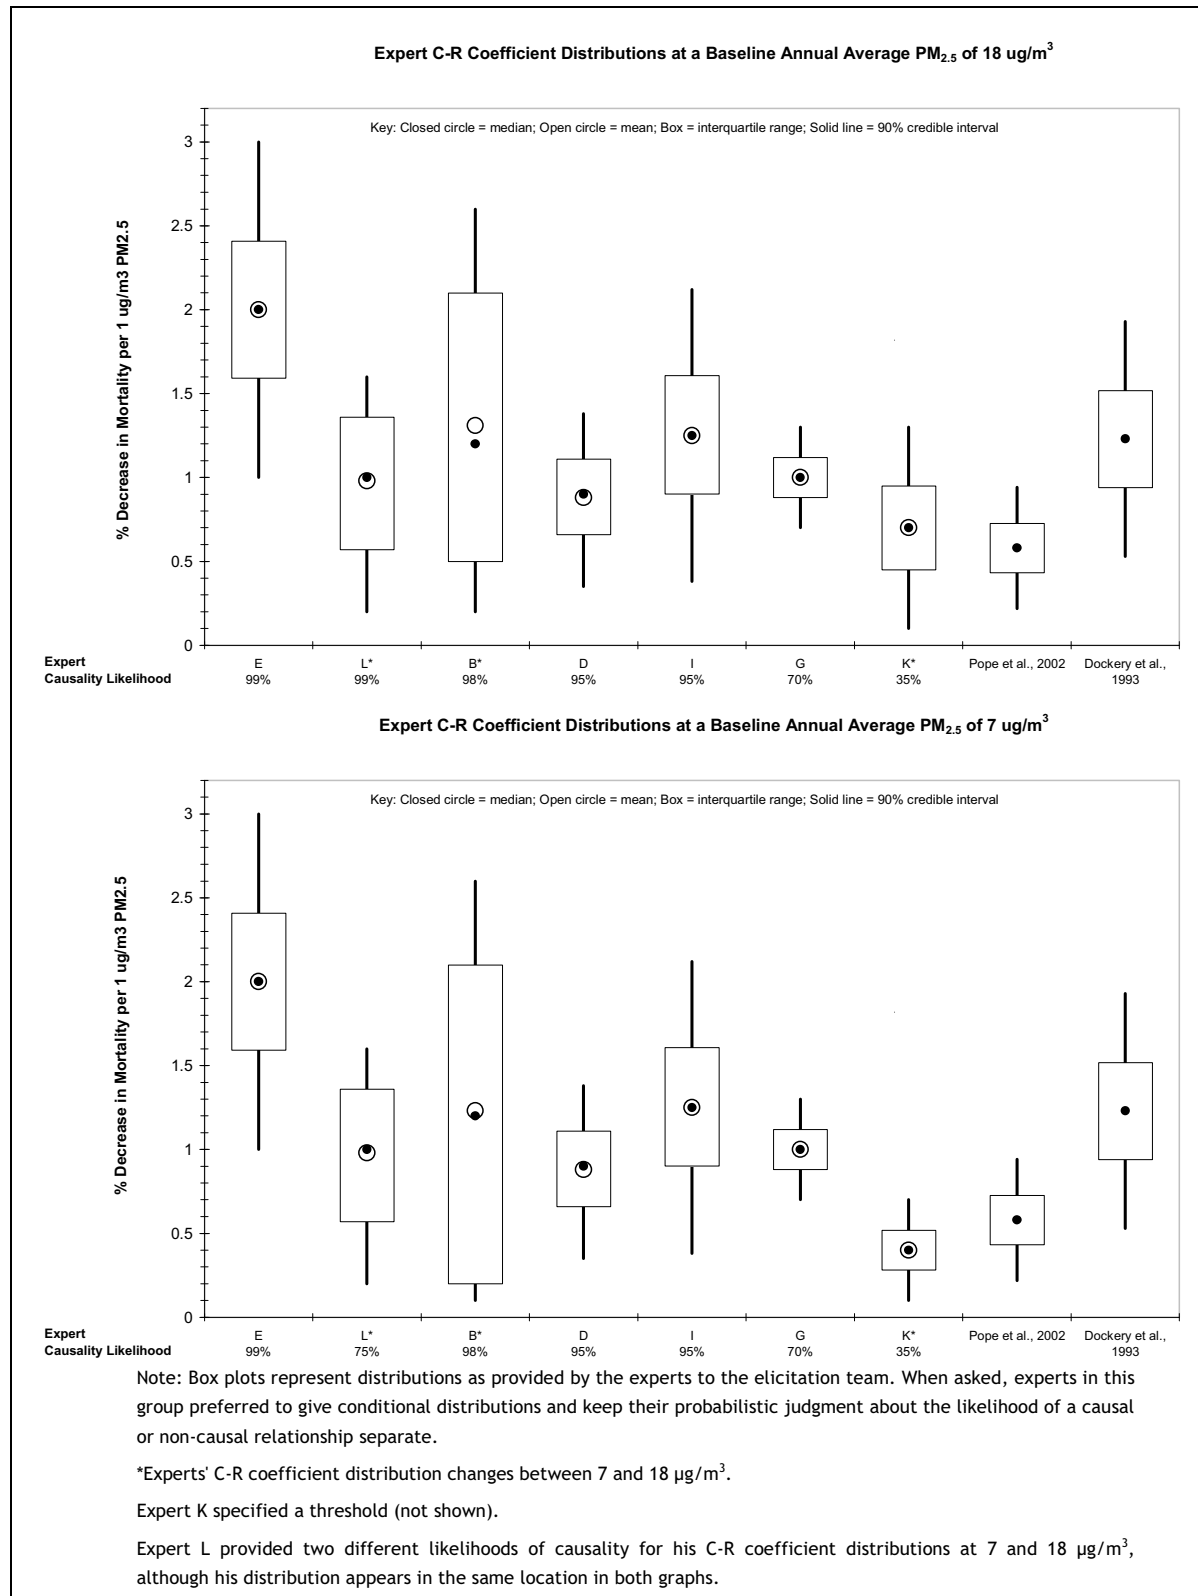 Expert C-R Coefficient Distributions at a Baseline Annual Average PM2.5 of 18 ug/m3
Key: Closed circle = median; Open circle = mean; Box = interquartile range; Solid line = 90% credible interval
% Decrease in Mortality per 1 ug/m3 PM2.5
3
2.5
2
1.5
1
0.5
0
Expert E L* B* D I G K* Pope et al., 2002 Dockery et al.,
Causality Likelihood 99% 99% 98% 95% 95% 70% 35% 1993
Expert C-R Coefficient Distributions at a Baseline Annual Average PM2.5 of 7 ug/m3
Key: Closed circle = median; Open circle = mean; Box = interquartile range; Solid line = 90% credible interval
% Decrease in Mortality per 1 ug/m3 PM2.5
3
2.5
2
1.5
1
0.5
0
Expert E L* B* D I G K* Pope et al., 2002 Dockery et al.,
Causality Likelihood 99% 75% 98% 95% 95% 70% 35% 1993
Note: Box plots represent distributions as provided by the experts to the elicitation team. When asked, experts in this
group preferred to give conditional distributions and keep their probabilistic judgment about the likelihood of a causal
or non-causal relationship separate.
*Experts' C-R coefficient distribution changes between 7 and 18 µg/m3.
Expert K specified a threshold (not shown).
Expert L provided two different likelihoods of causality for his C-R coefficient distributions at 7 and 18 µg/m3,
although his distribution appears in the same location in both graphs.